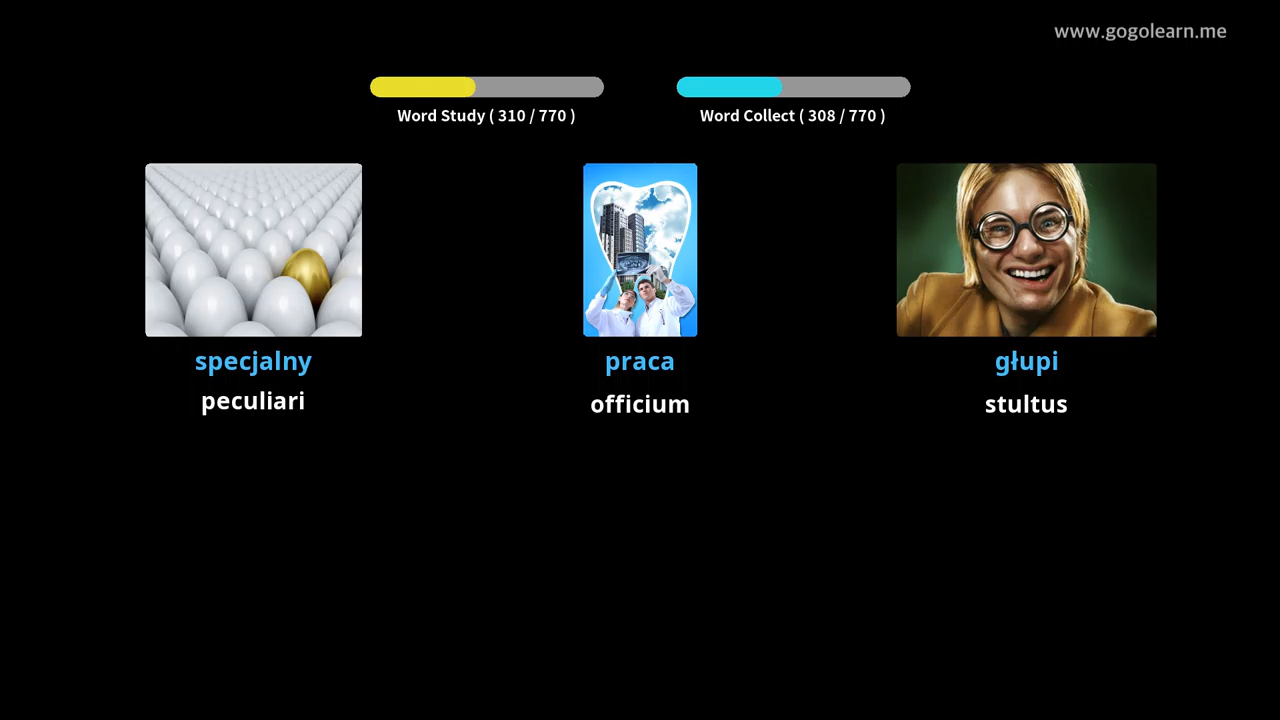 www.gogolearn.me
Word Study ( 310 / 770 )
Word Collect ( 308 / 770 )
specjalny
peculiari
praca
officium
głupi
stultus